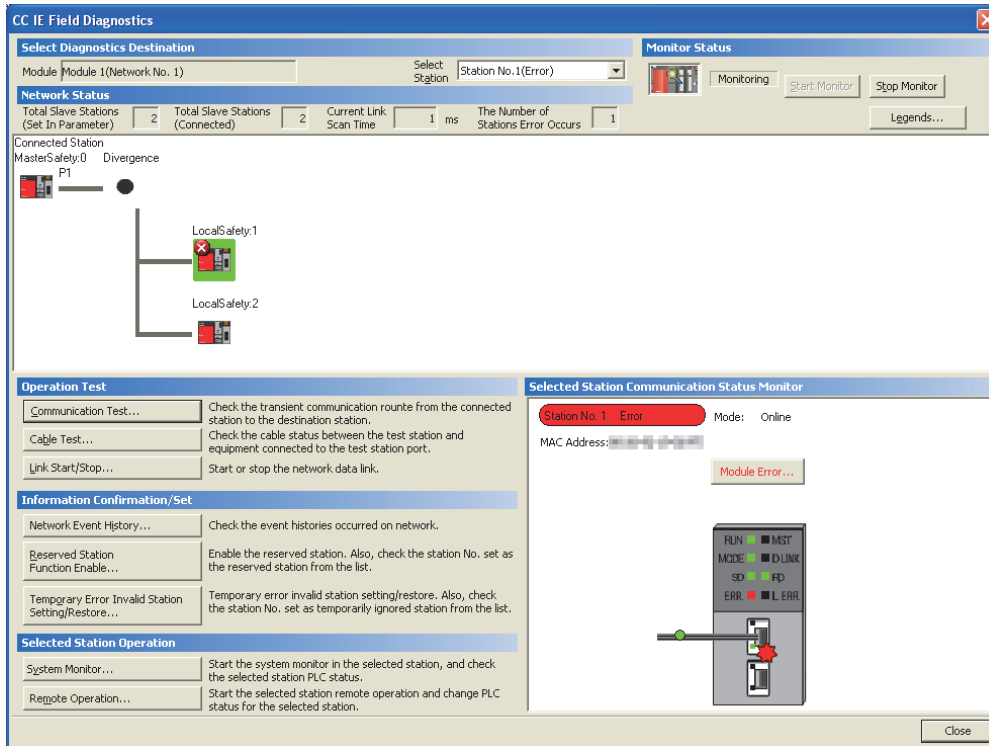 CC IE Field Diagnostics
Select Diagnostics Destination
Module Module 1(Network No. 1)
Select Station Station No.1(Error)
Monitor Status
Monitoring
Start Monitor
Stop Monitor
Legends...
Network Status
Total Slave Stations (Set In Parameter) 2
Total Slave Stations (Connected) 2
Current Link Scan Time 1 ms
The Number of Stations Error Occurs 1
Connected Station
MasterSafety:0 Divergence
P1
LocalSafety:1
LocalSafety:2
Operation Test
Communication Test...
Check the transient communication rounte from the connected
station to the destination station.
Cable Test...
Check the cable status between the test station and
equipment connected to the test station port.
Link Start/Stop...
Start or stop the network data link.
Information Confirmation/Set
Network Event History...
Check the event histories occurred on network.
Reserved Station
Function Enable...
Enable the reserved station. Also, check the station No. set as
the reserved station from the list.
Temporary Error Invalid Station
Setting/Restore...
Temporary error invalid station setting/restore. Also, check
the station No. set as temporarily ignored station from the list.
Selected Station Operation
System Monitor...
Start the system monitor in the selected station, and check
the selected station PLC status.
Remote Operation...
Start the selected station remote operation and change PLC
status for the selected station.
Selected Station Communication Status Monitor
Station No. 1 Error
Mode: Online
MAC Address:
Module Error...
RUN MST
MODE D LINK
SD RD
ERR. L ERR.
Close